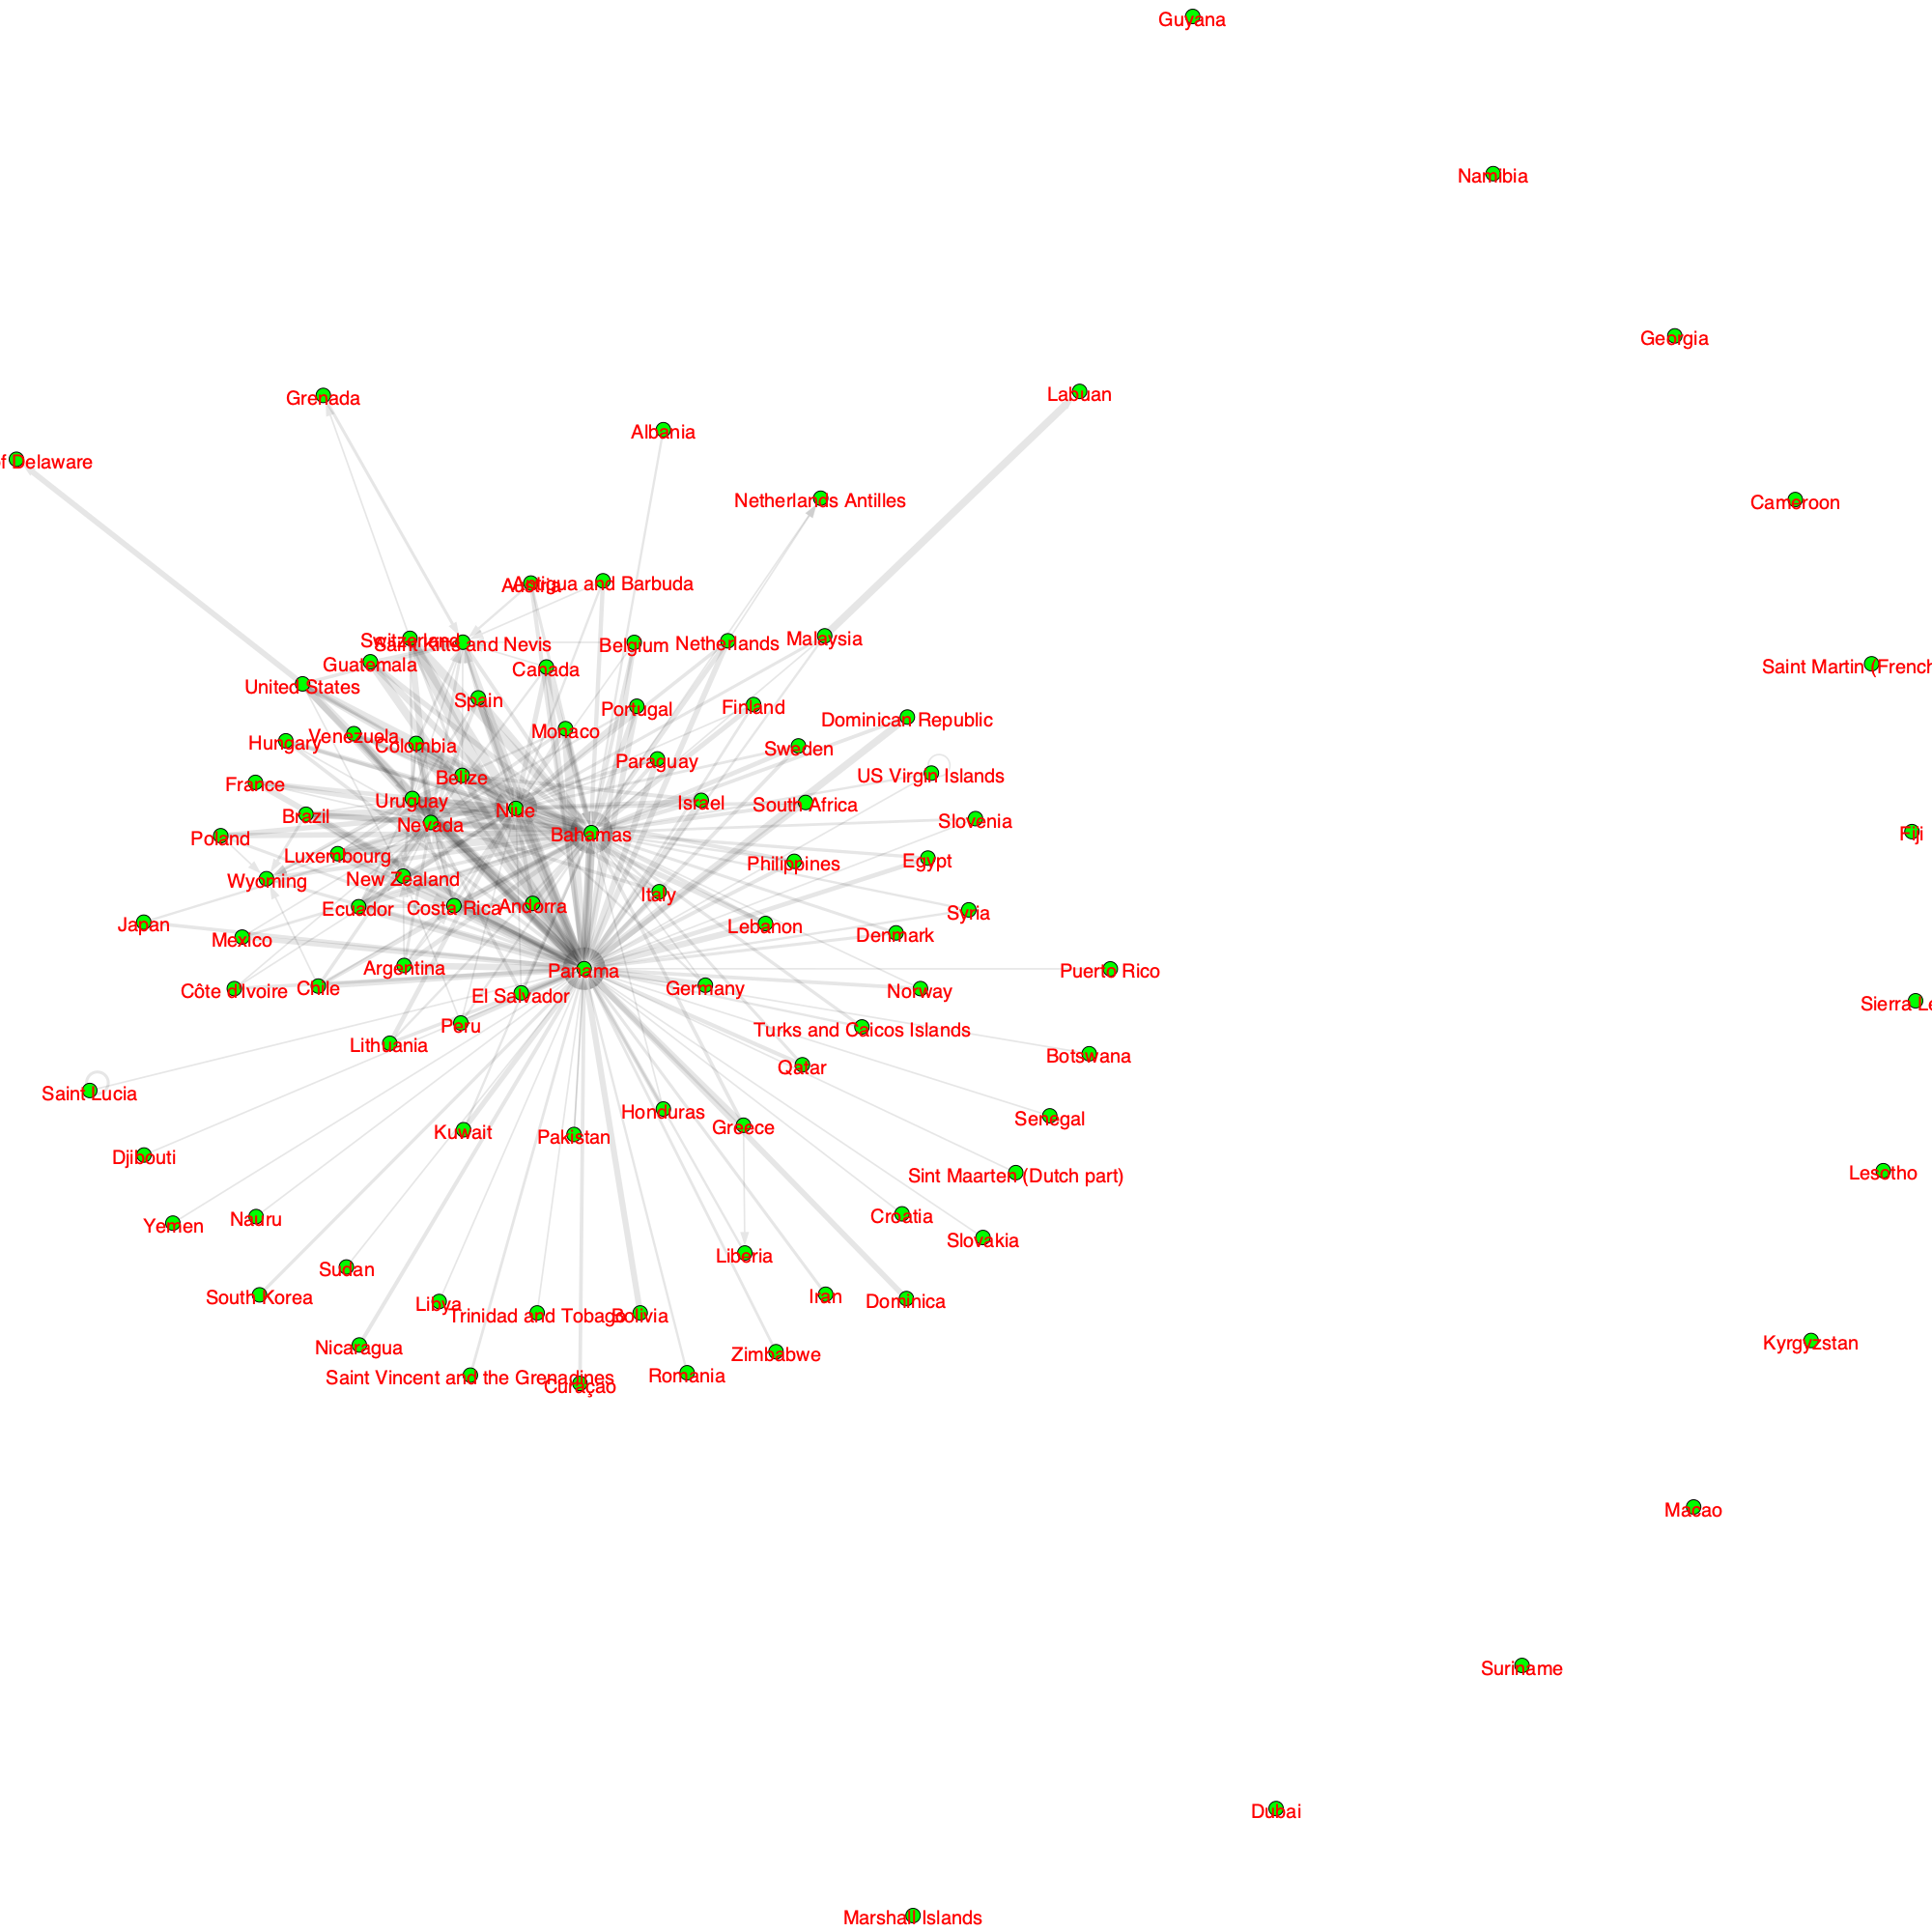 Guyana
Namibia
Georgia
Grenada
Labuan
Albania
f Delaware
Netherlands Antilles
Cameroon
Austria
Antigua and Barbuda
Switzerland
Saint Kitts and Nevis
Belgium
Netherlands
Malaysia
Guatemala
Canada
Saint Martin (French
United States
Spain
Portugal
Finland
Dominican Republic
Hungary
Venezuela
Colombia
Monaco
Sweden
Paraguay
France
Belize
US Virgin Islands
Uruguay
Niue
Israel
South Africa
Brazil
Nevada
Bahamas
Slovenia
Fiji
Poland
Luxembourg
Philippines
Egypt
Wyoming
New Zealand
Italy
Ecuador
Costa Rica
Andorra
Syria
Japan
Mexico
Lebanon
Denmark
Argentina
Panama
Puerto Rico
Côte d'Ivoire
Chile
El Salvador
Germany
Norway
Sierra Le
Peru
Turks and Caicos Islands
Lithuania
Botswana
Qatar
Saint Lucia
Honduras
Senegal
Kuwait
Pakistan
Greece
Djibouti
Sint Maarten (Dutch part)
Lesotho
Yemen
Nauru
Croatia
Slovakia
Liberia
Sudan
South Korea
Libya
Iran
Dominica
Trinidad and Tobago
Bolivia
Nicaragua
Zimbabwe
Kyrgyzstan
Saint Vincent and the Grenadines
Curaçao
Romania
Macao
Suriname
Dubai
Marshall Islands